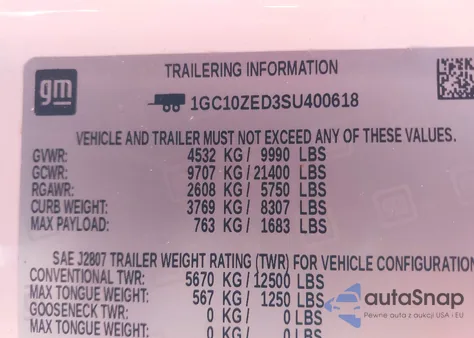 gm
TRAILERING INFORMATION
1GC10ZED3SU400618
VEHICLE AND TRAILER MUST NOT EXCEED ANY OF THESE VALUES.
GVWR: 4532 KG / 9990 LBS
GCWR: 9707 KG / 21400 LBS
RGAWR: 2608 KG / 5750 LBS
CURB WEIGHT: 3769 KG / 8307 LBS
MAX PAYLOAD: 763 KG / 1683 LBS
SAE J2807 TRAILER WEIGHT RATING (TWR) FOR VEHICLE CONFIGURATION
CONVENTIONAL TWR: 5670 KG / 12500 LBS
MAX TONGUE WEIGHT: 567 KG / 1250 LBS
GOOSENECK TWR: 0 KG / 0 LBS
MAX TONGUE WEIGHT: 0 KG / 0 LBS
autoSnap
Pewne auta z aukcji USA i EU